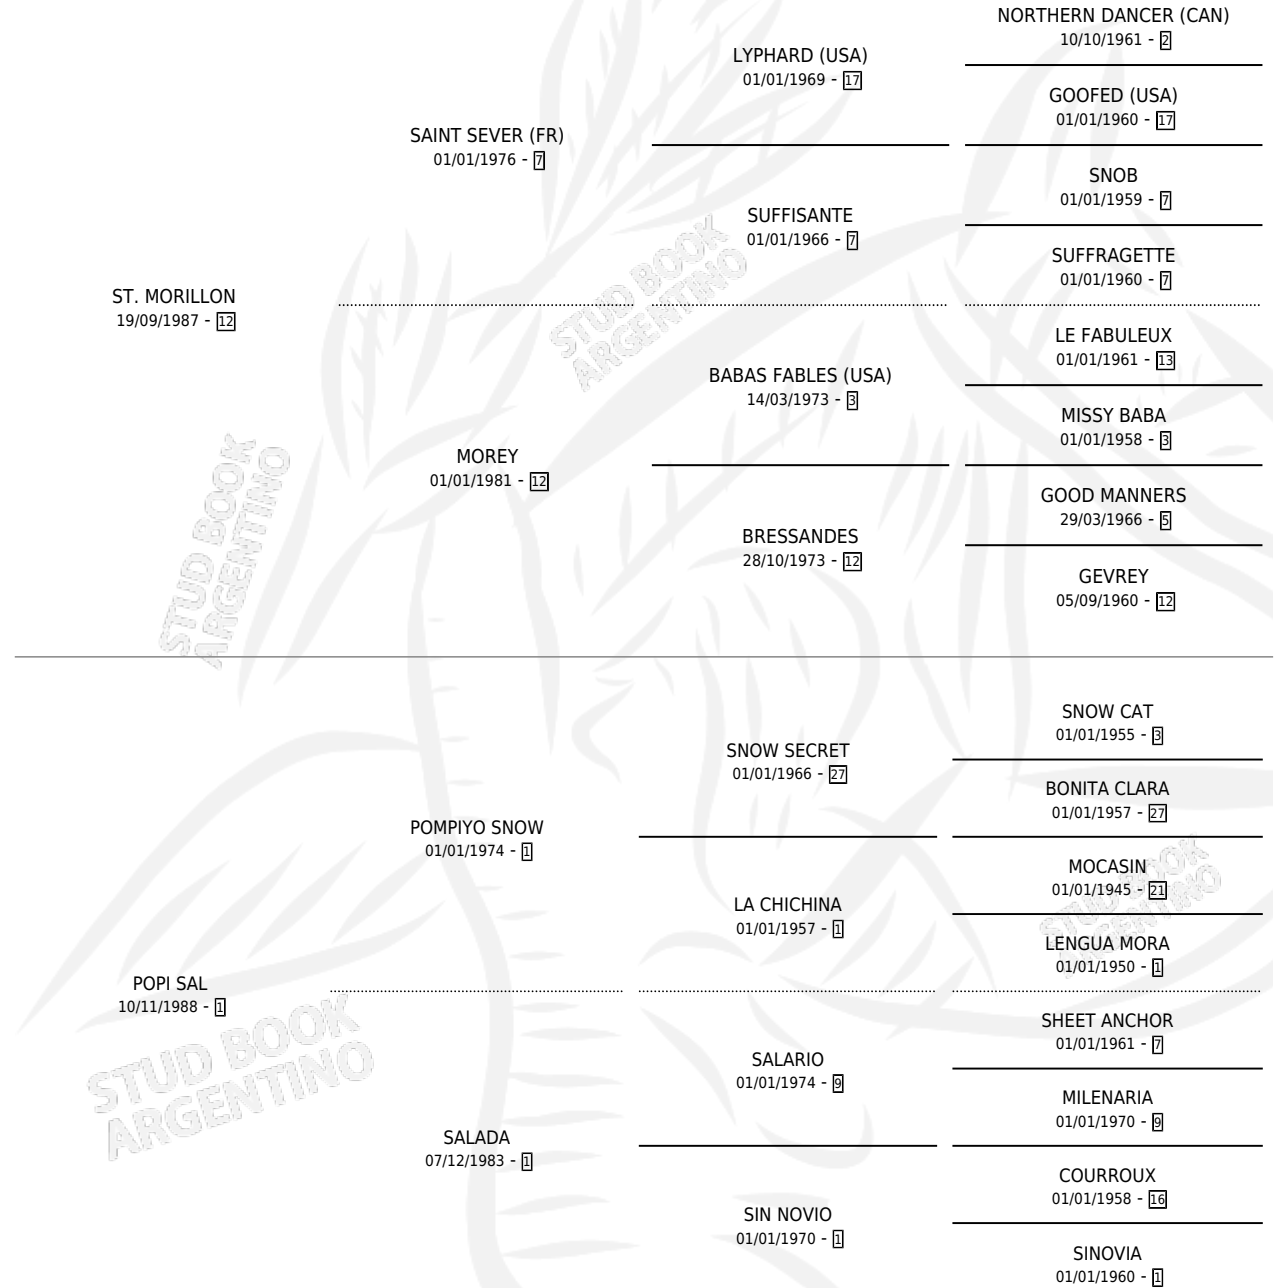 NORTHERN DANCER (CAN)
10/10/1961 - 2
LYPHARD (USA)
01/01/1969 - 17
GOOFED (USA)
01/01/1960 - 17
SAINT SEVER (FR)
01/01/1976 - 7
SNOB
01/01/1959 - 7
SUFFISANTE
01/01/1966 - 7
SUFFRAGETTE
01/01/1960 - 7
ST. MORILLON
19/09/1987 - 12
STUD BOOK
ARGENTINO
LE FABULEUX
01/01/1961 - 13
BABAS FABLES (USA)
14/03/1973 - 3
MISSY BABA
01/01/1958 - 3
MOREY
01/01/1981 - 12
GOOD MANNERS
29/03/1966 - 5
BRESSANDES
28/10/1973 - 12
GEVREY
05/09/1960 - 12
STUD BOOK
ARGENTINO
SNOW CAT
01/01/1955 - 3
SNOW SECRET
01/01/1966 - 27
BONITA CLARA
01/01/1957 - 27
POMPIYO SNOW
01/01/1974 - 1
MOCASIN
01/01/1945 - 21
LA CHICHINA
01/01/1957 - 1
LENGUA MORA
01/01/1950 - 1
STUD BOOK
ARGENTINO
POPI SAL
10/11/1988 - 1
SHEET ANCHOR
01/01/1961 - 7
SALARIO
01/01/1974 - 9
MILENARIA
01/01/1970 - 9
STUD BOOK
ARGENTINO
SALADA
07/12/1983 - 1
COURROUX
01/01/1958 - 16
SIN NOVIO
01/01/1970 - 1
SINOVIA
01/01/1960 - 1